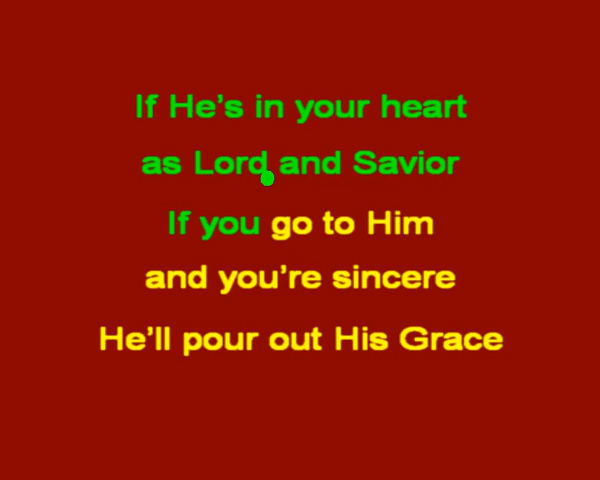 If He's in your heart
as Lord and Savior
If you go to Him
and you're sincere
He'll pour out His Grace